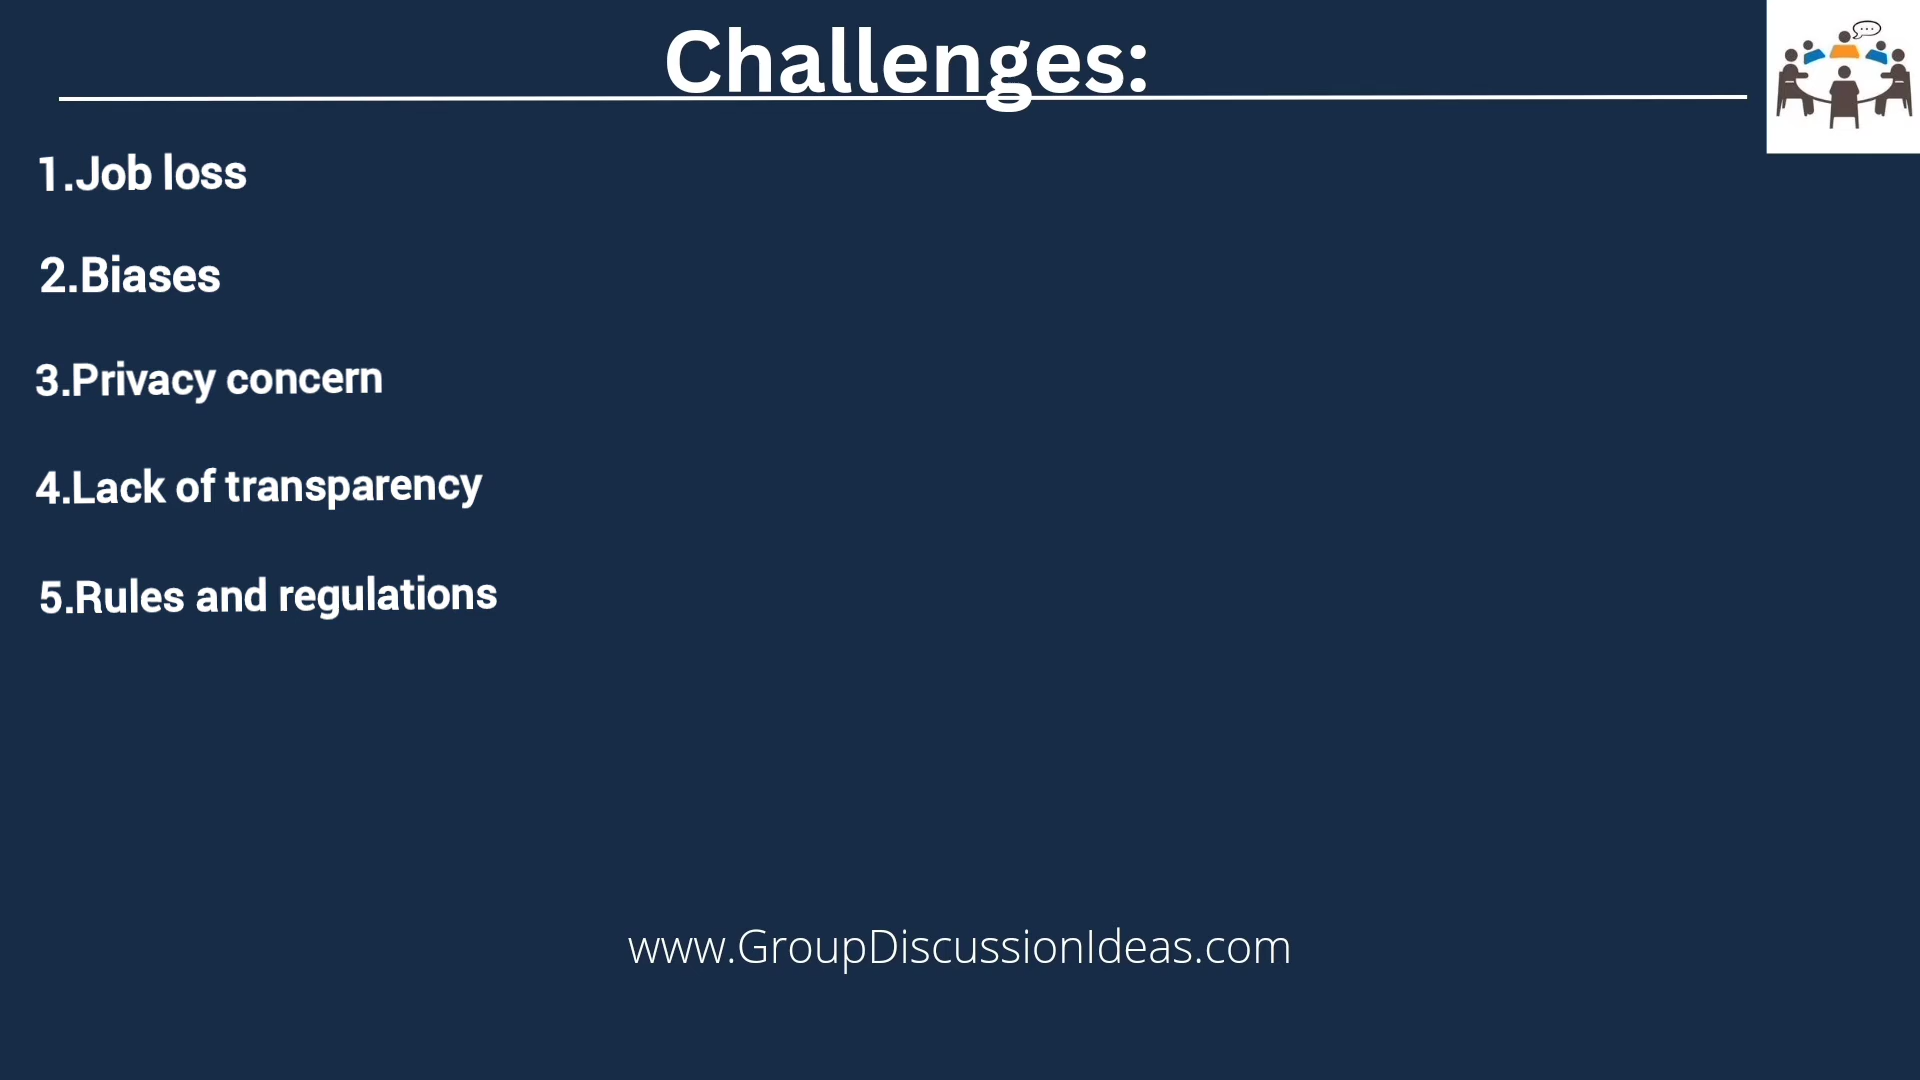 Challenges:
1.Job loss
2.Biases
3.Privacy concern
4.Lack of transparency
5.Rules and regulations
www.GroupDiscussionIdeas.com